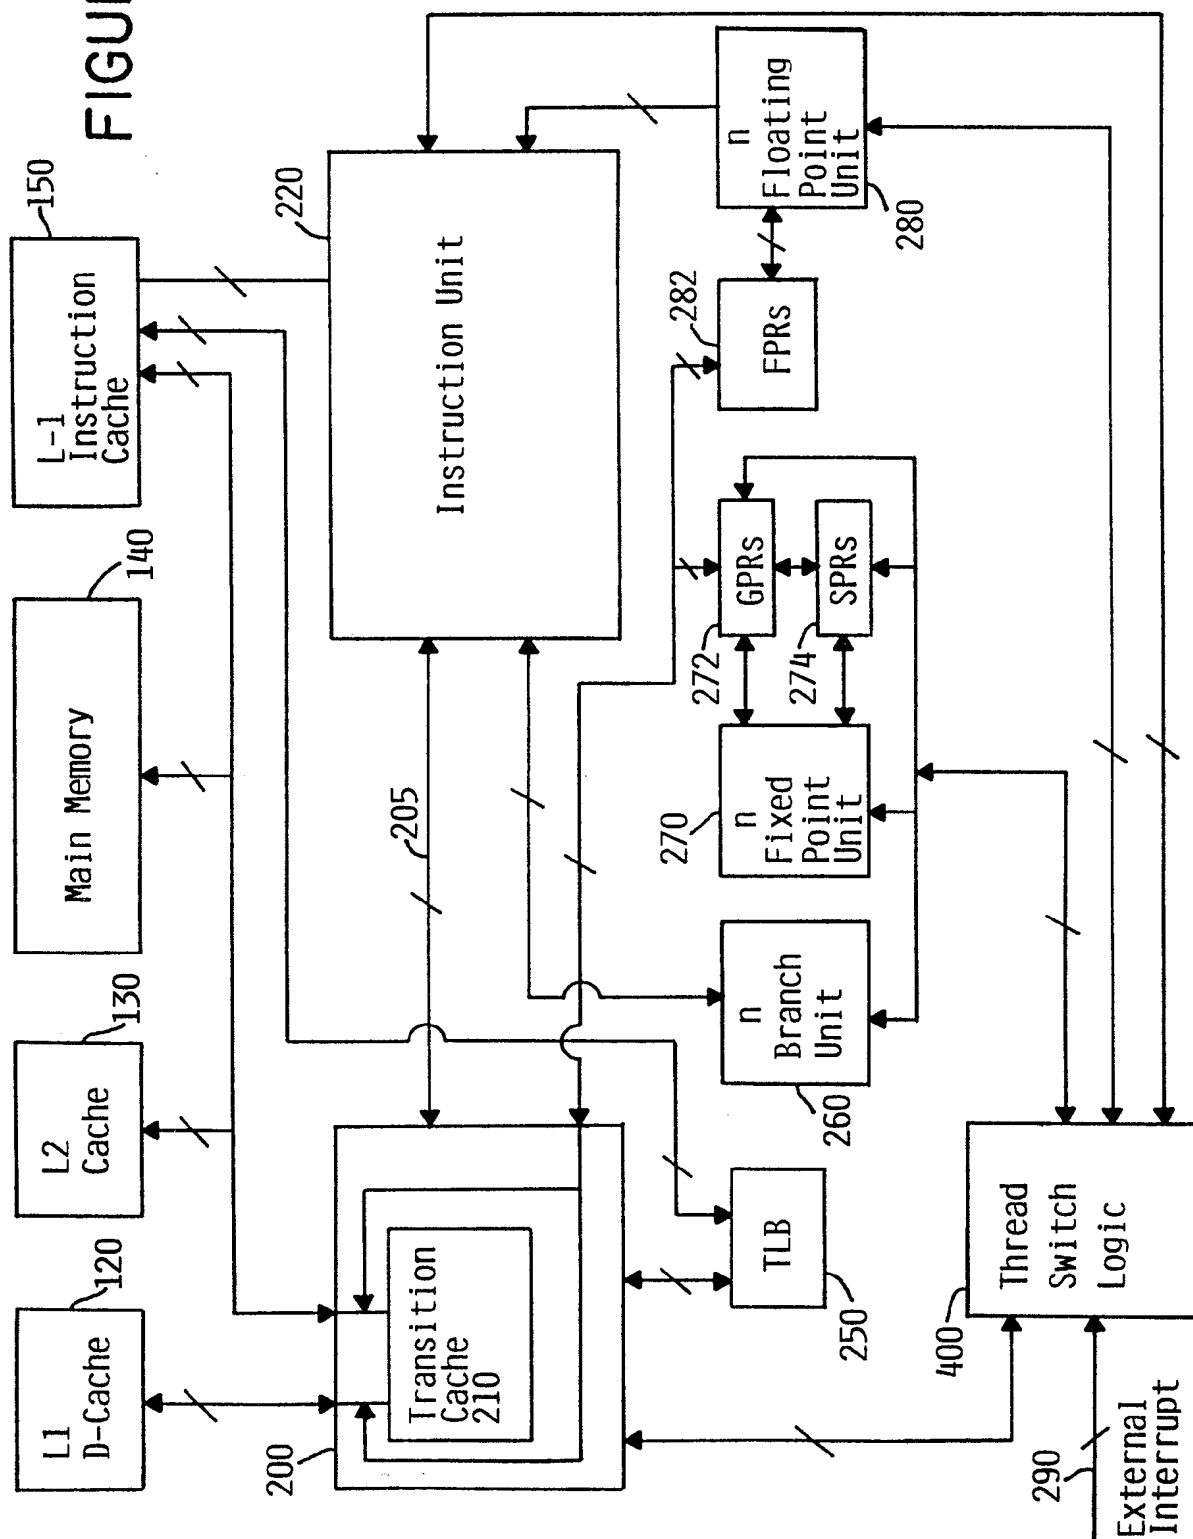 FIGU
L1
D-Cache
120
L2
Cache
130
Main Memory
140
L-1
Instruction
Cache
150
200
Transition
Cache
210
205
220
Instruction Unit
TLB
250
n
Branch
Unit
260
270
n
Fixed
Point
Unit
272
GPRs
274
SPRs
282
FPRs
n
Floating
Point
Unit
280
400
Thread
Switch
Logic
290
External
Interrupt